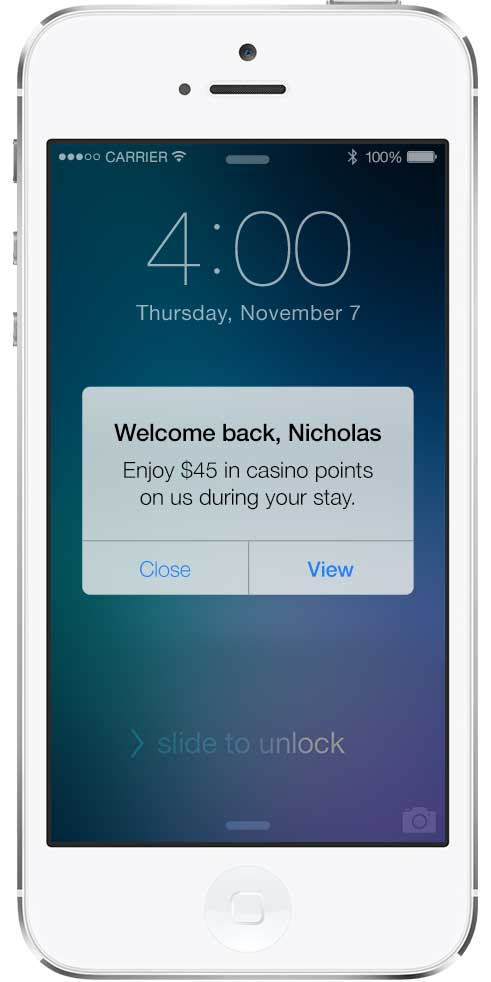 CARRIER 100%
4:00
Thursday, November 7
Welcome back, Nicholas
Enjoy $45 in casino points
on us during your stay.
Close View
slide to unlock